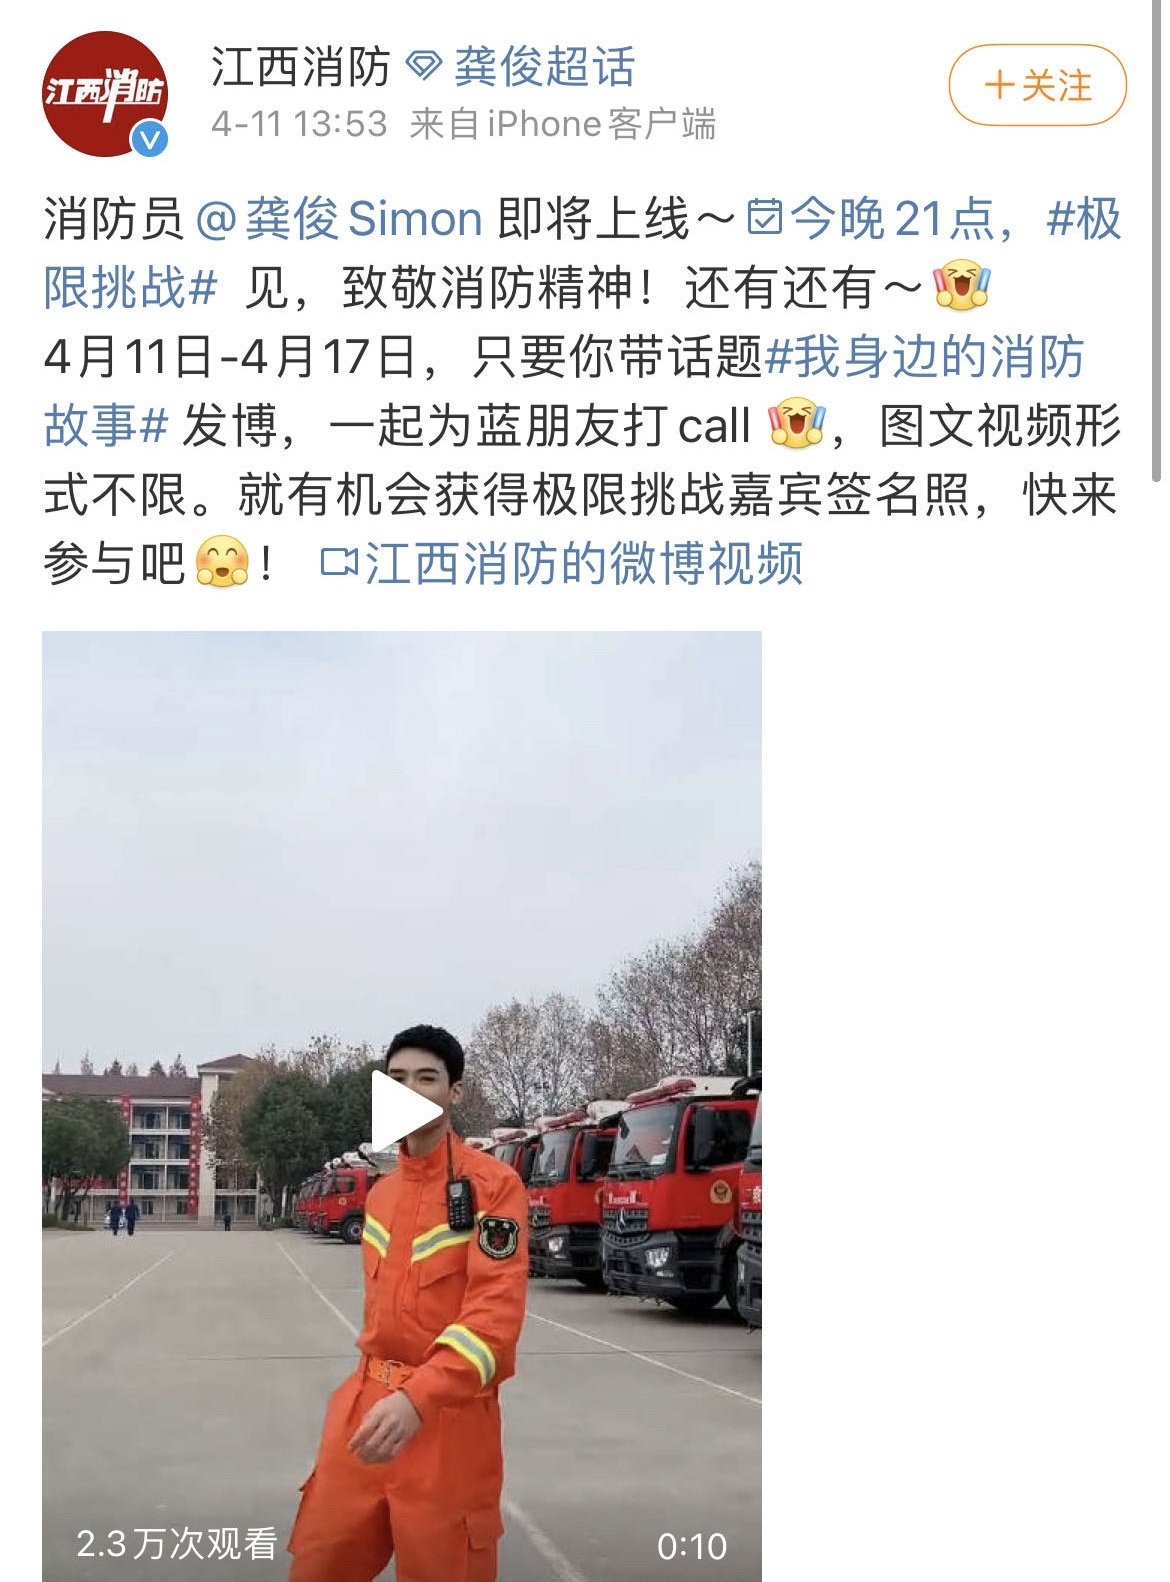 江西消防
江西消防 龚俊超话
+关注
4-11 13:53 来自iPhone客户端
消防员@龚俊Simon 即将上线～今晚21点，#极
限挑战# 见，致敬消防精神！还有还有～
4月11日-4月17日，只要你带话题#我身边的消防
故事# 发博，一起为蓝朋友打call ，图文视频形
式不限。就有机会获得极限挑战嘉宾签名照，快来
参与吧！ 江西消防的微博视频
2.3万次观看
0:10